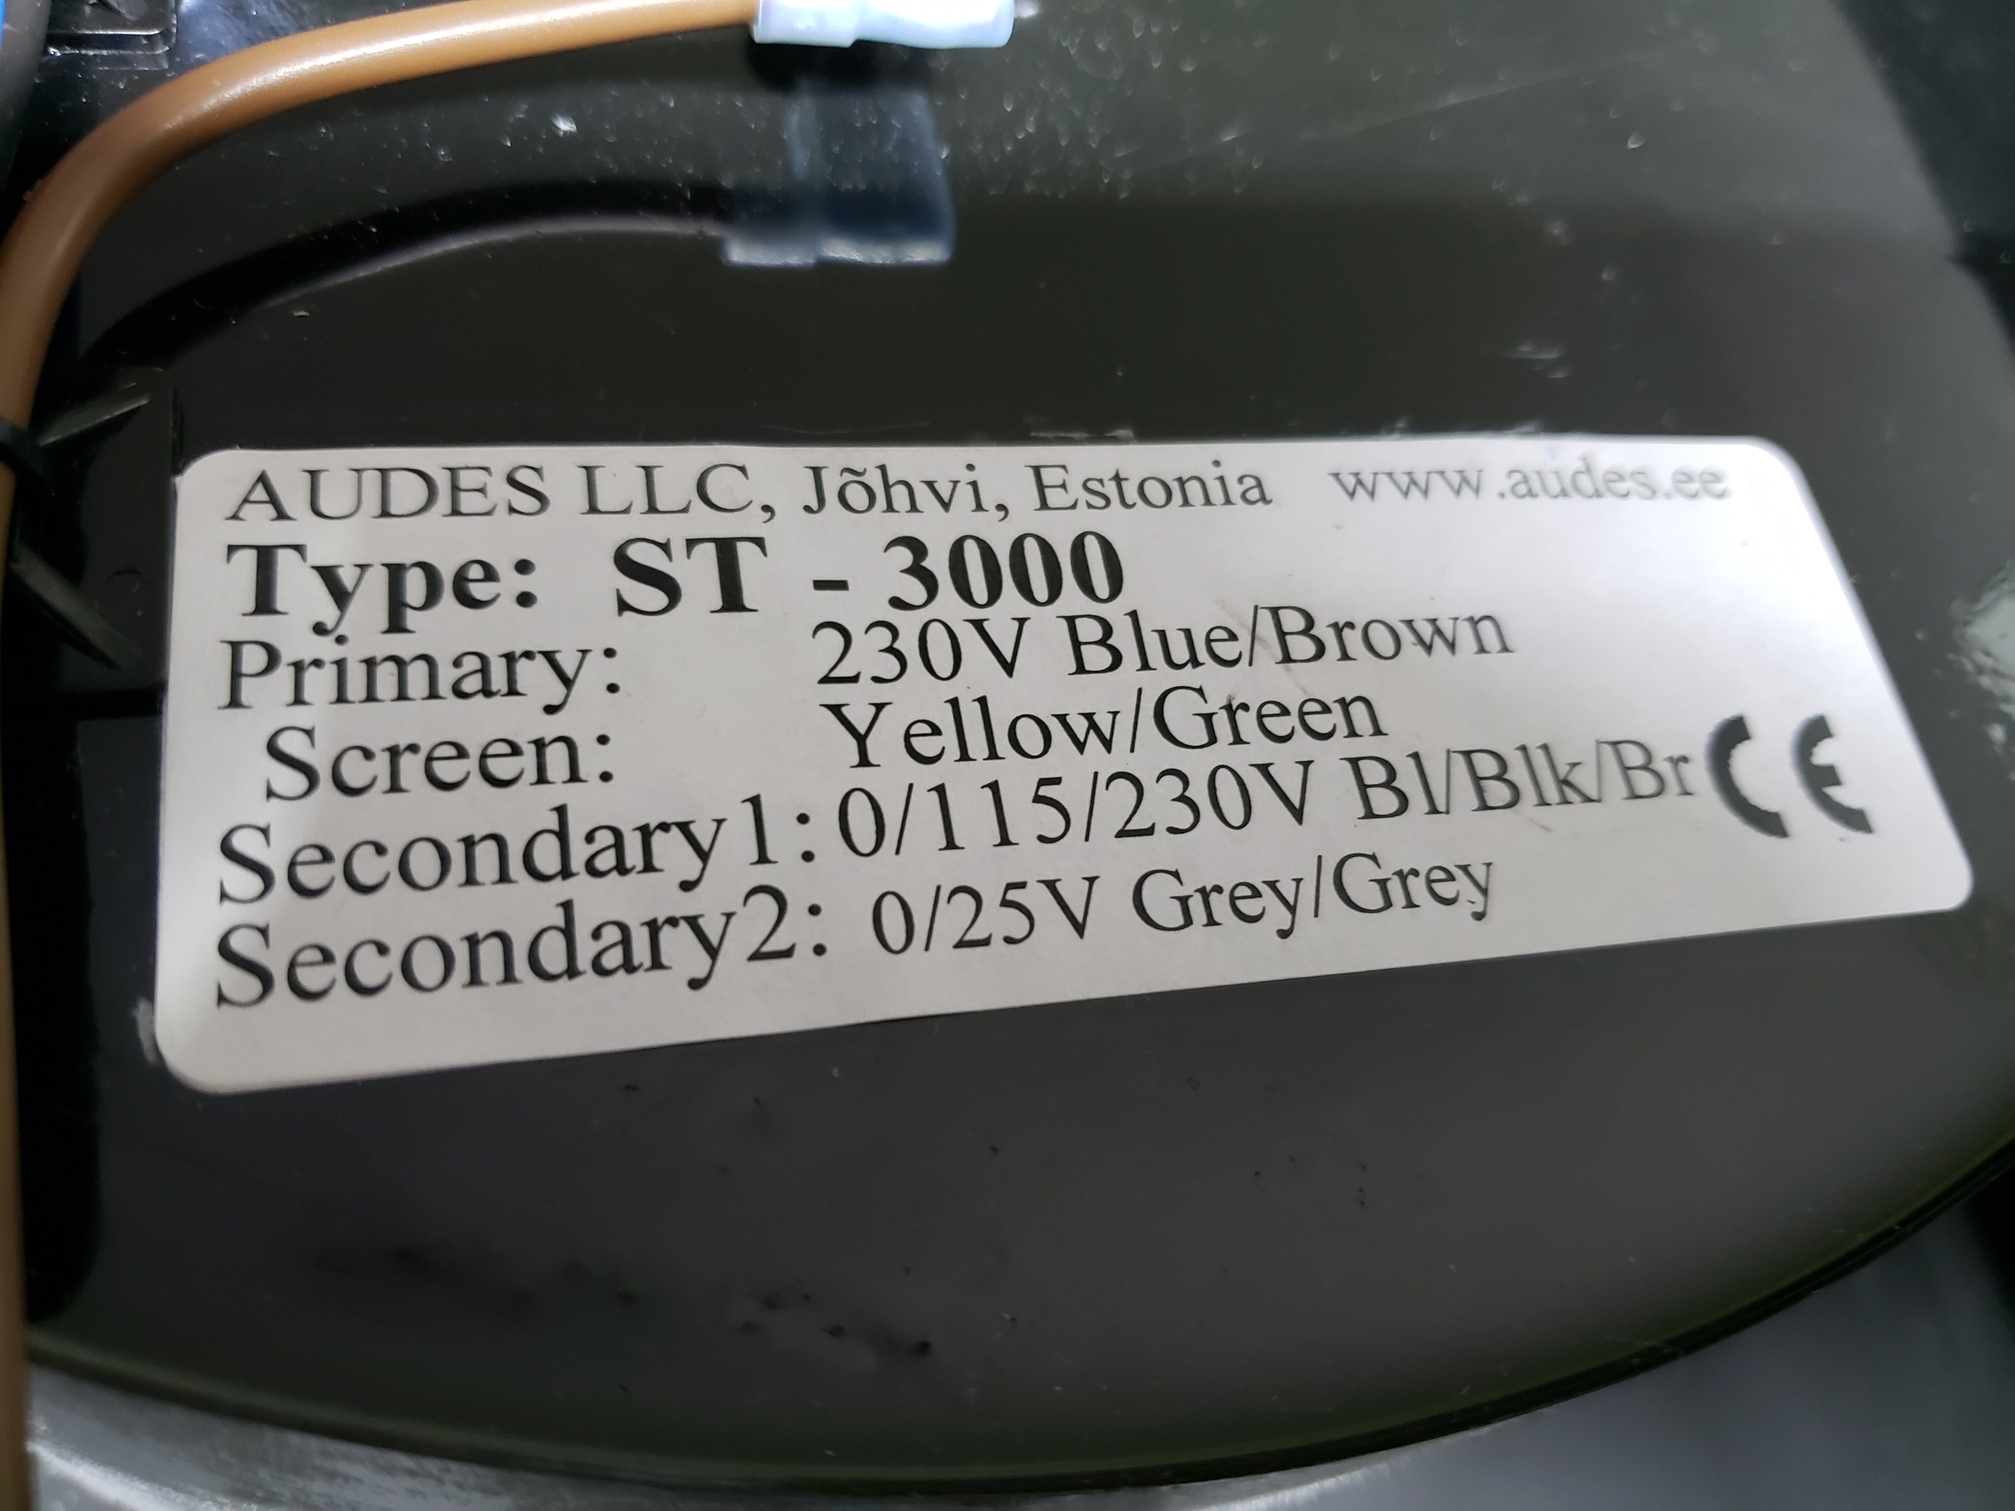 AUDES LLC, Jõhvi, Estonia www.audes.ee
Type: ST - 3000
Primary: 230V Blue/Brown
Screen: Yellow/Green
Secondary1: 0/115/230V Bl/Blk/Br CE
Secondary2: 0/25V Grey/Grey